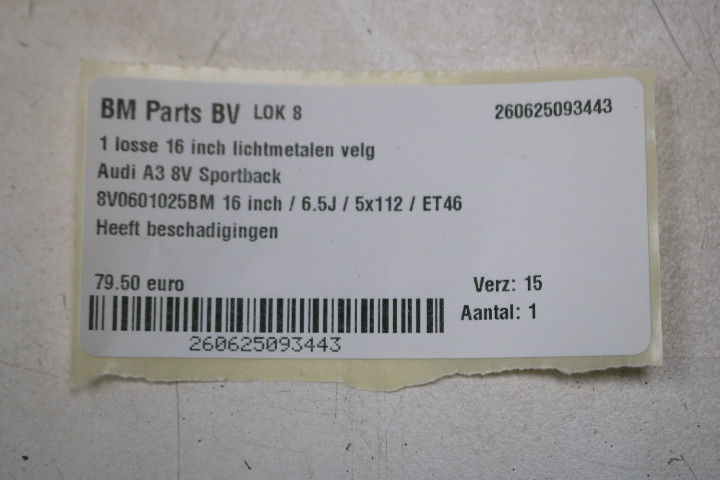 BM Parts BV LOK 8 260625093443
1 losse 16 inch lichtmetalen velg
Audi A3 8V Sportback
8V0601025BM 16 inch / 6.5J / 5x112 / ET46
Heeft beschadigingen
79.50 euro Verz: 15
Aantal: 1
260625093443